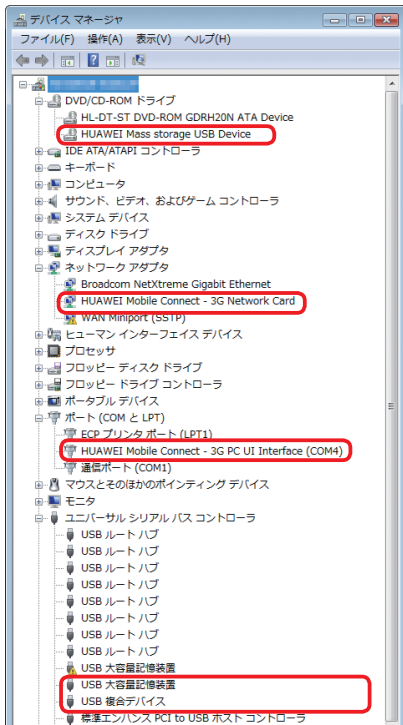 デバイス マネージャ
ファイル(F) 操作(A) 表示(V) ヘルプ(H)
DVD/CD-ROM ドライブ
HL-DT-ST DVD-ROM GDRH20N ATA Device
HUAWEI Mass storage USB Device
IDE ATA/ATAPI コントローラ
キーボード
コンピュータ
サウンド、ビデオ、およびゲーム コントローラ
システム デバイス
ディスク ドライブ
ディスプレイ アダプタ
ネットワーク アダプタ
Broadcom NetXtreme Gigabit Ethernet
HUAWEI Mobile Connect - 3G Network Card
WAN Miniport (SSTP)
ヒューマン インターフェイス デバイス
プロセッサ
フロッピー ディスク ドライブ
フロッピー ドライブ コントローラ
ポータブル デバイス
ポート (COM と LPT)
ECP プリンタ ポート (LPT1)
HUAWEI Mobile Connect - 3G PC UI Interface (COM4)
通信ポート (COM1)
マウスとそのほかのポインティング デバイス
モニタ
ユニバーサル シリアル バス コントローラ
USB ルート ハブ
USB ルート ハブ
USB ルート ハブ
USB ルート ハブ
USB ルート ハブ
USB ルート ハブ
USB ルート ハブ
USB ルート ハブ
USB 大容量記憶装置
USB 大容量記憶装置
USB 複合デバイス
標準エンハンス PCI to USB ホスト コントローラ